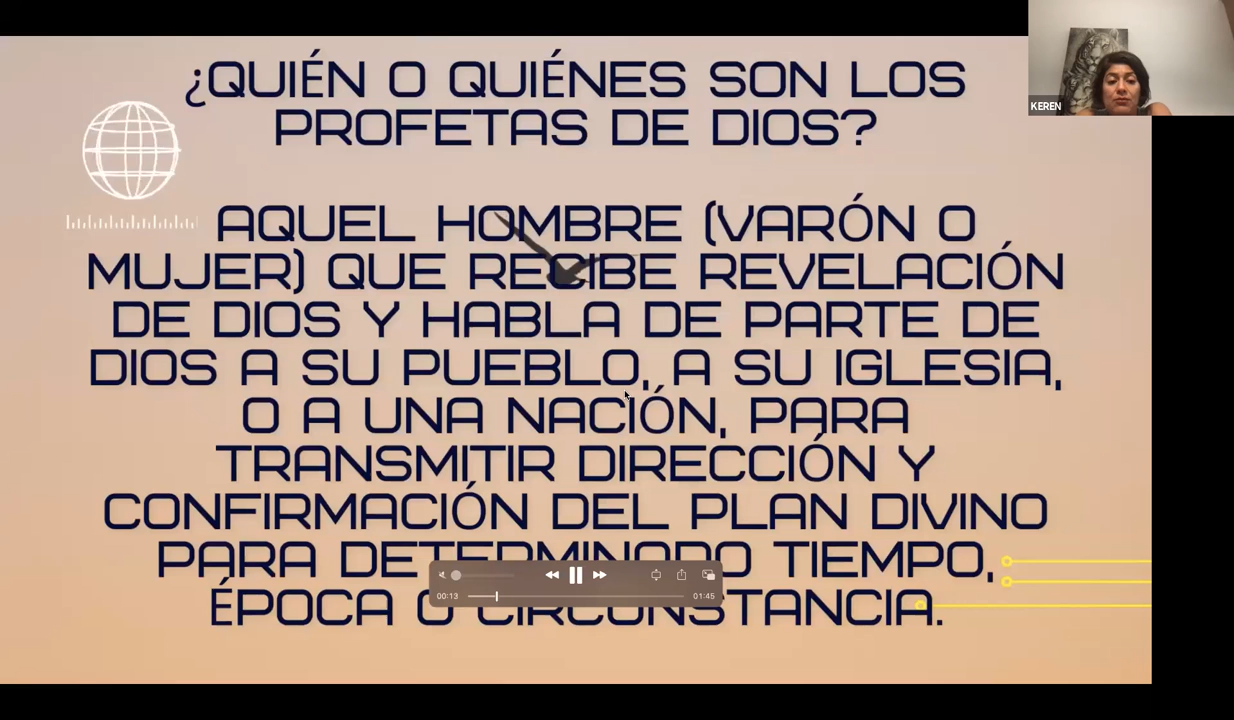 ¿QUIÉN O QUIÉNES SON LOS
PROFETAS DE DIOS?
KEREN
AQUEL HOMBRE (VARÓN O
MUJER) QUE RECIBE REVELACIÓN
DE DIOS Y HABLA DE PARTE DE
DIOS A SU PUEBLO, A SU IGLESIA,
O A UNA NACIÓN, PARA
TRANSMITIR DIRECCIÓN Y
CONFIRMACIÓN DEL PLAN DIVINO
PARA DETERMINADO TIEMPO,
00:13 01:45
ÉPOCA O CIRCUNSTANCIA.